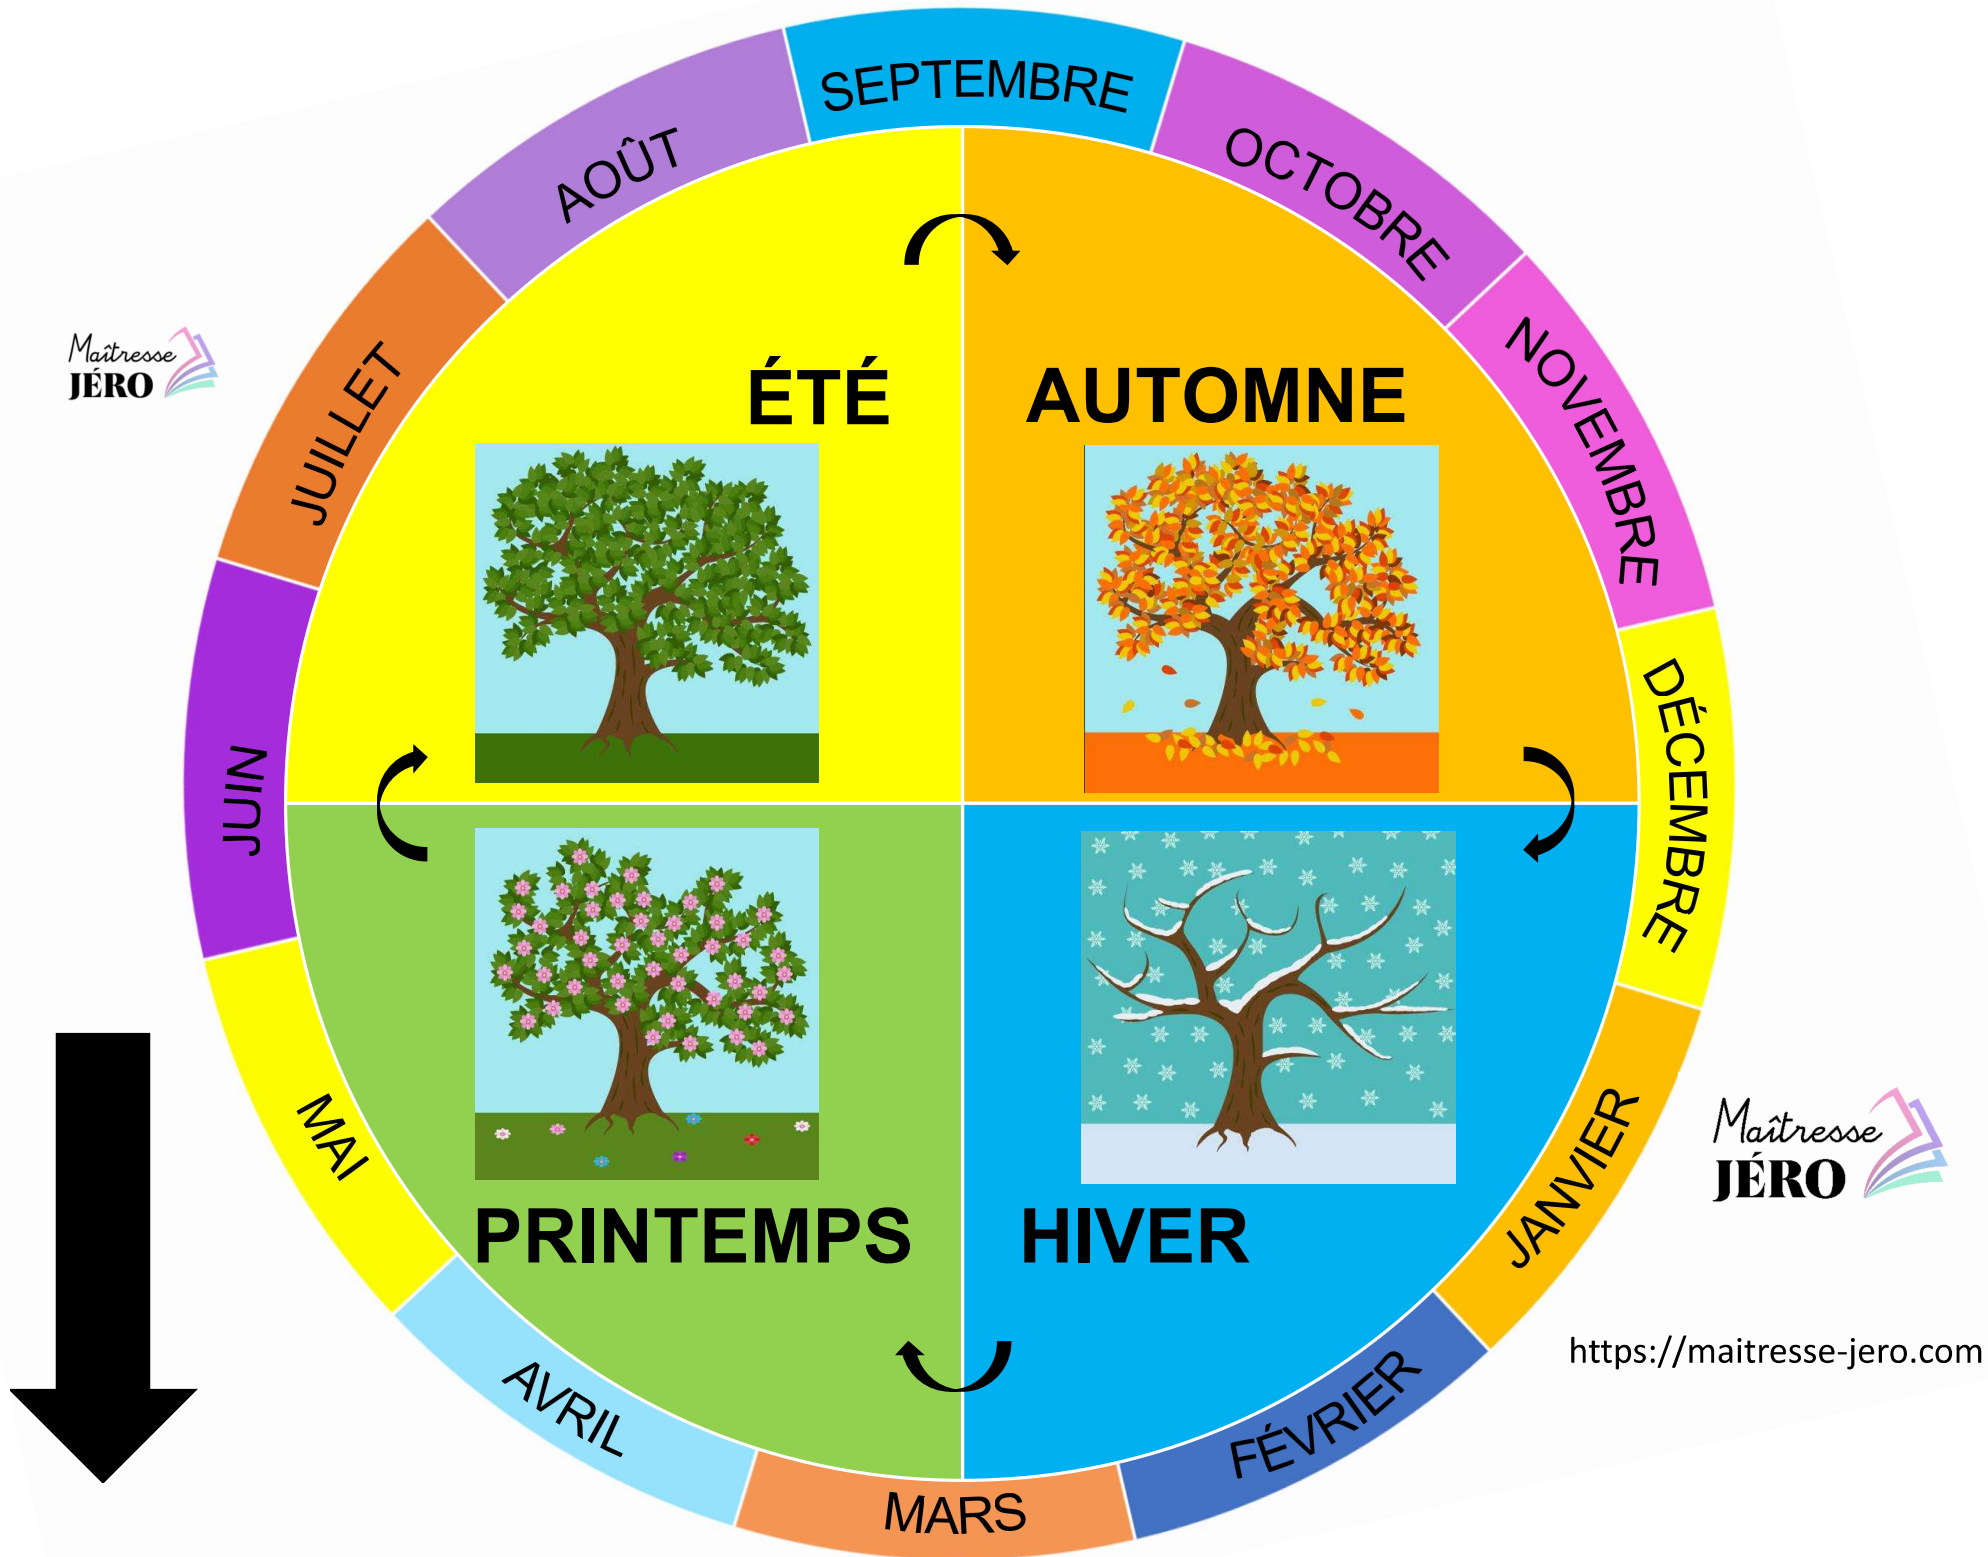 SEPTEMBRE
OCTOBRE
NOVEMBRE
DÉCEMBRE
JANVIER
FÉVRIER
MARS
AVRIL
MAI
JUIN
JUILLET
AOÛT
ÉTÉ
AUTOMNE
PRINTEMPS
HIVER
Maîtresse
JÉRO
Maîtresse
JÉRO
https://maitresse-jero.com